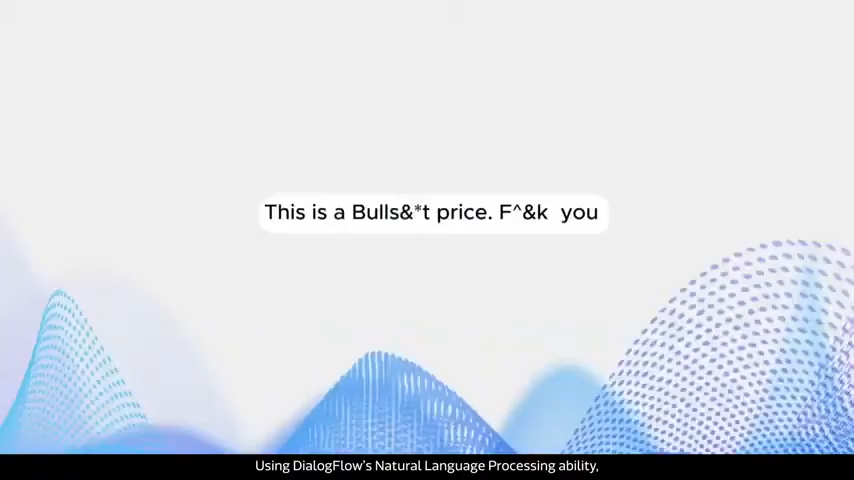 This is a Bulls&*t price. F^&k  you
Using DialogFlow's Natural Language Processing ability,